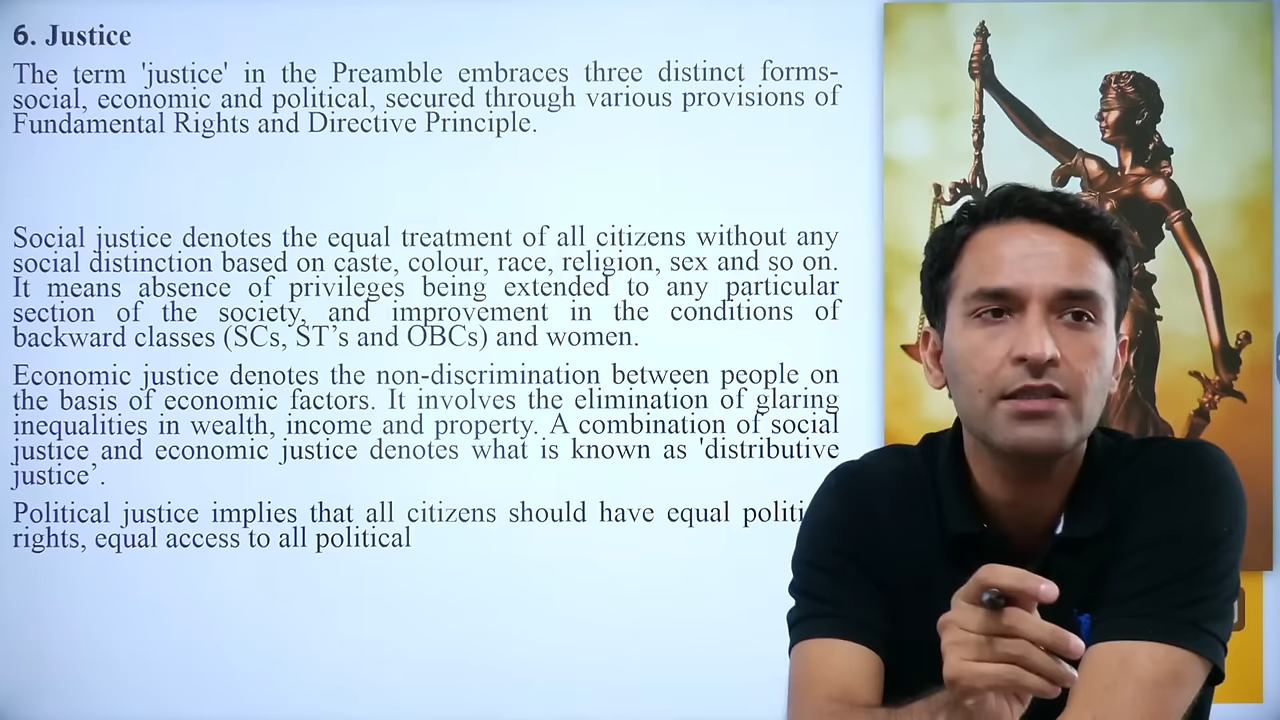 6. Justice
The term 'justice' in the Preamble embraces three distinct forms-
social, economic and political, secured through various provisions of
Fundamental Rights and Directive Principle.
Social justice denotes the equal treatment of all citizens without any
social distinction based on caste, colour, race, religion, sex and so on.
It means absence of privileges being extended to any particular
section of the society, and improvement in the conditions of
backward classes (SCs, ST’s and OBCs) and women.
Economic justice denotes the non-discrimination between people on
the basis of economic factors. It involves the elimination of glaring
inequalities in wealth, income and property. A combination of social
justice and economic justice denotes what is known as 'distributive
justice’.
Political justice implies that all citizens should have equal
rights, equal access to all political